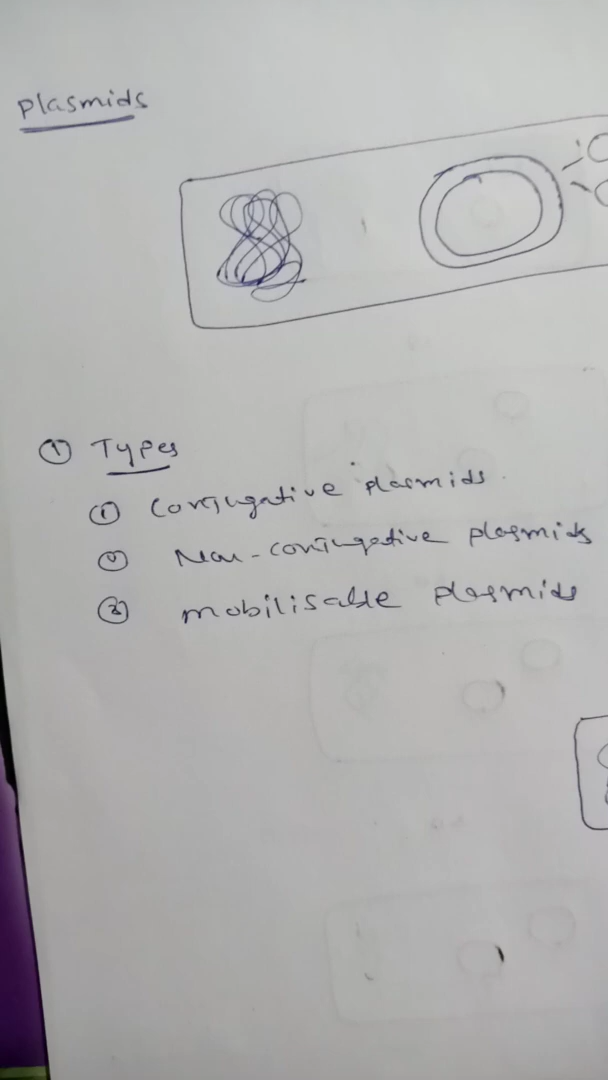 Plasmids
① Types
① Conjugative plasmids.
② Non-conjugative plasmids
③ mobilisable plasmids